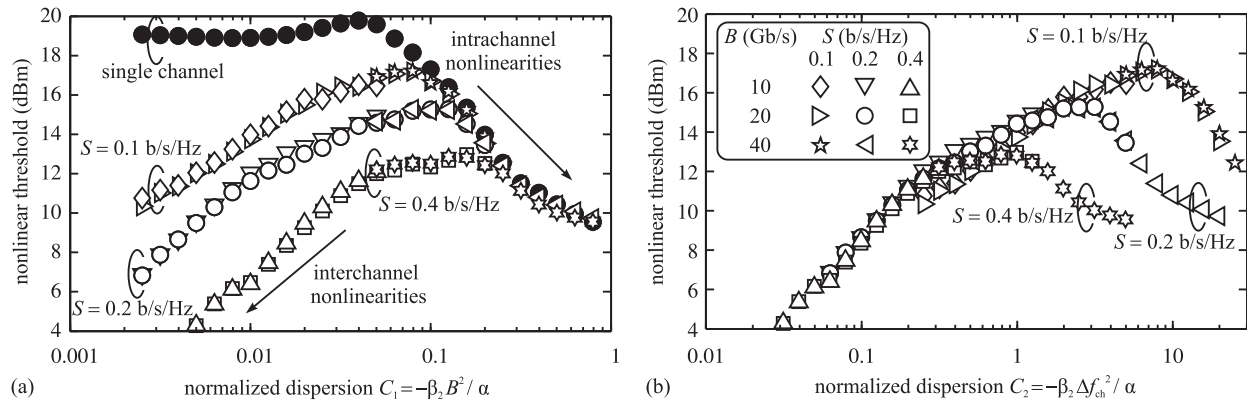 20
18
16
14
12
10
8
6
4
nonlinear threshold (dBm)
single channel
intrachannel
nonlinearities
S = 0.1 b/s/Hz
S = 0.4 b/s/Hz
interchannel
nonlinearities
S = 0.2 b/s/Hz
0.001
0.01
0.1
1
(a)
normalized dispersion C₁=−β₂B²/α
20
18
16
14
12
10
8
6
4
nonlinear threshold (dBm)
B (Gb/s) S (b/s/Hz)
0.1 0.2 0.4
10
20
40
S = 0.1 b/s/Hz
S = 0.4 b/s/Hz
S = 0.2 b/s/Hz
0.01
0.1
1
10
(b)
normalized dispersion C₂=−β₂Δf_ch²/α